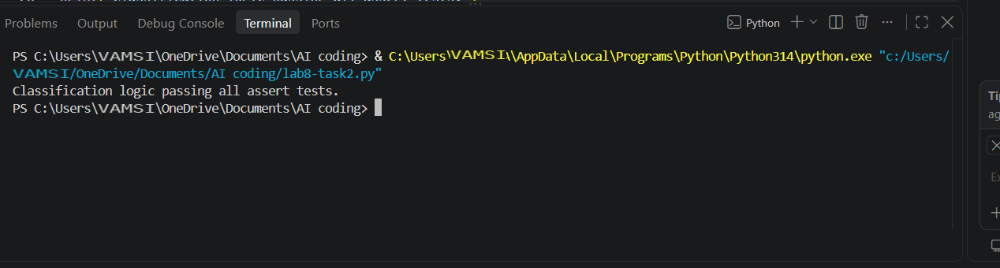 Problems Output Debug Console Terminal Ports Python
PS C:\Users\VAMSI\OneDrive\Documents\AI coding> & C:\Users\VAMSI\\AppData\Local\Programs\Python\Python314\python.exe "c:/Users/
VAMSI/OneDrive/Documents/AI coding/lab8-task2.py"
Classification logic passing all assert tests.
PS C:\Users\VAMSI\OneDrive\Documents\AI coding>